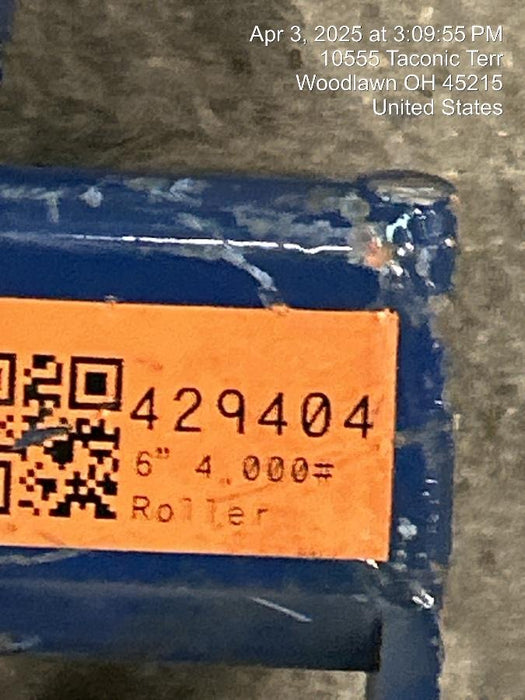 Apr 3, 2025 at 3:09:55 PM
10555 Taconic Terr
Woodlawn OH 45215
United States
429404
6" 4,000#
Roller